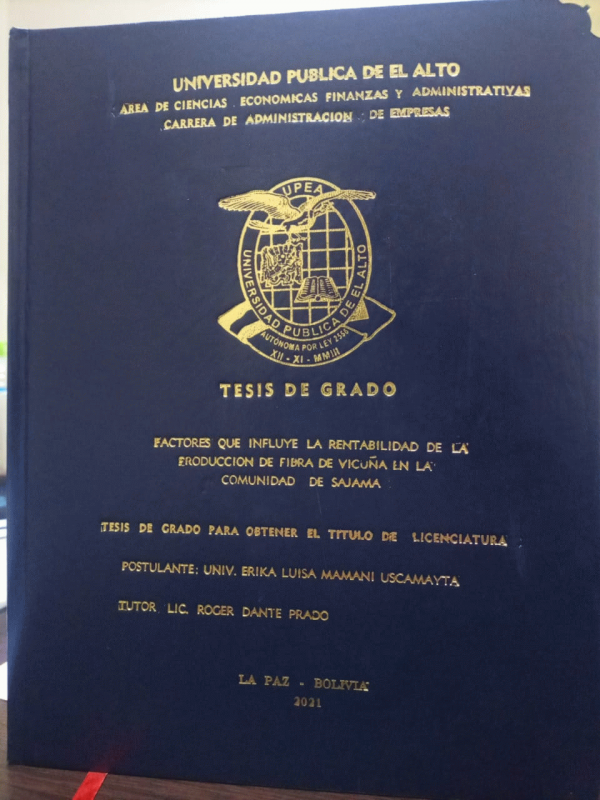 UNIVERSIDAD PUBLICA DE EL ALTO
AREA DE CIENCIAS ECONOMICAS FINANZAS Y ADMINISTRATIVAS
CARRERA DE ADMINISTRACION DE EMPRESAS
UPEA
UNIVERSIDAD PUBLICA DE EL ALTO
AUTONOMA POR LEY 2556
XII - XI - MMIII
TESIS DE GRADO
FACTORES QUE INFLUYE LA RENTABILIDAD DE LA
PRODUCCION DE FIBRA DE VICUÑA EN LA
COMUNIDAD DE SAJAMA
TESIS DE GRADO PARA OBTENER EL TITULO DE LICENCIATURA
POSTULANTE: UNIV. ERIKA LUISA MAMANI USCAMAYTA
TUTOR LIC. ROGER DANTE PRADO
LA PAZ - BOLIVIA
2021